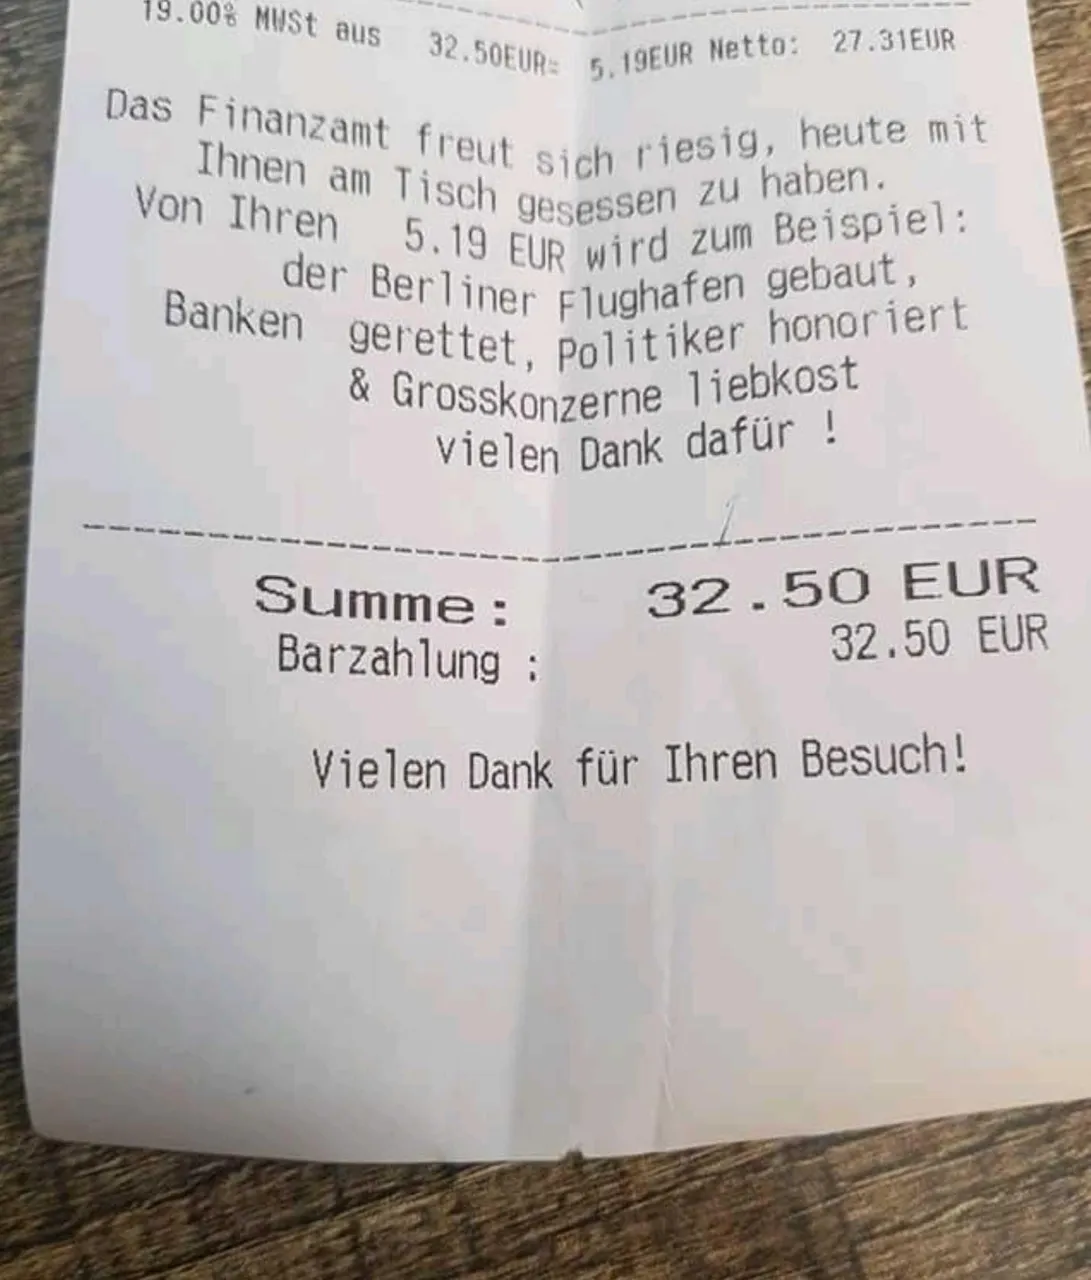 19.00% MWSt aus 32.50EUR= 5.19EUR Netto: 27.31EUR
Das Finanzamt freut sich riesig, heute mit
Ihnen am Tisch gesessen zu haben.
Von Ihren 5.19 EUR wird zum Beispiel:
der Berliner Flughafen gebaut,
Banken gerettet, Politiker honoriert
& Grosskonzerne liebkost
vielen Dank dafür !
Summe: 32.50 EUR
Barzahlung : 32.50 EUR
Vielen Dank für Ihren Besuch!